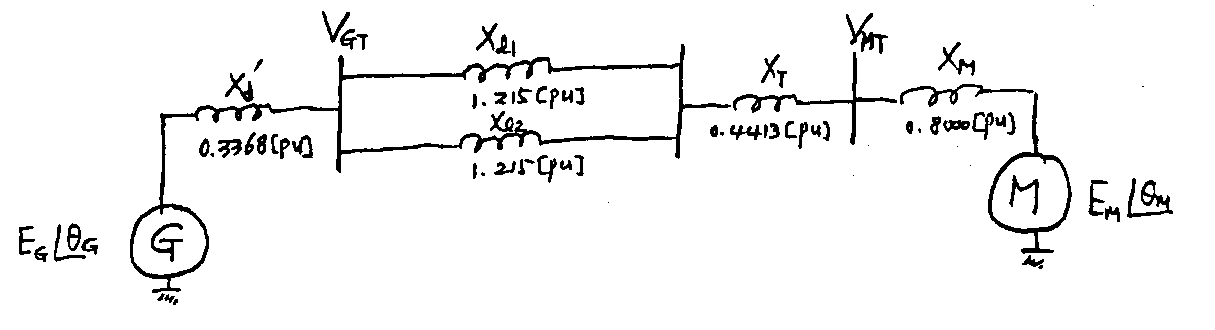 V_GT
X_l1
V_MT
X_d'
X_T
X_M
1.215[pu]
X_l2
0.3368[pu]
0.4413[pu]
0.8000[pu]
1.215[pu]
M
E_M∠θ_M
E_G∠θ_G
G